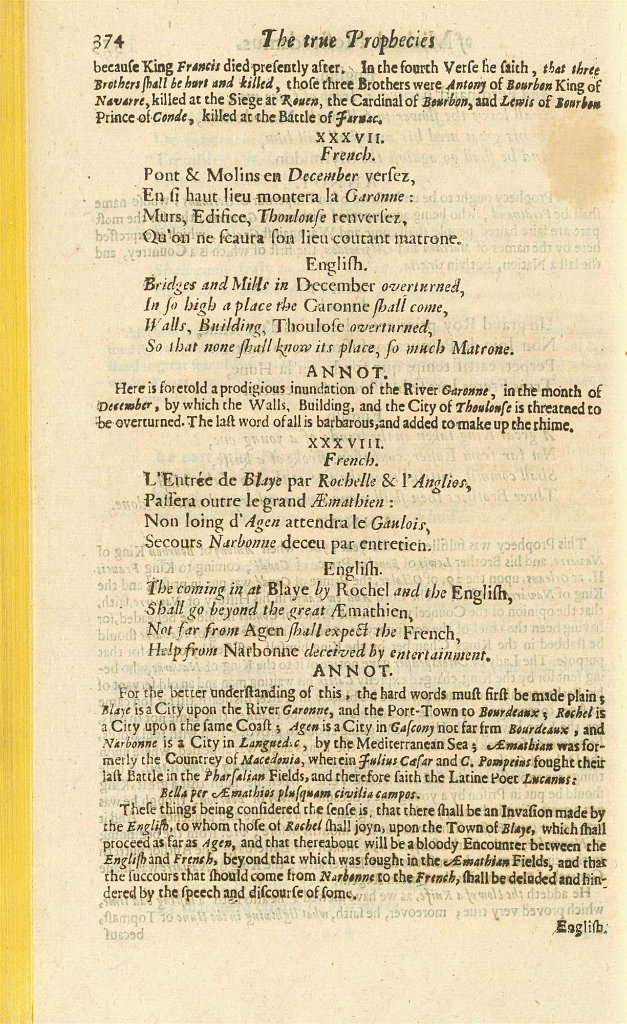 374 The true Prophecies
because King Francis died presently after. In the fourth Verse he saith, that three
Brothers ſhall be hurt and killed, those three Brothers were Antony of Bourbon King of
Navarre, killed at the Siege at Rouen, the Cardinal of Bourbon, and Lewis of Bourbon
Prince of Conde, killed at the Battle of Jarnac.
XXXVII.
French.
Pont & Molins en December verſez,
En ſi haut lieu montera la Garonne:
Murs, Edifice, Thoulouſe renverſez,
Qu'on ne ſcaura ſon lieu coutant matrone.
Engliſh.
Bridges and Mills in December overturned,
In ſo high a place the Garonne ſhall come,
Walls, Building, Thoulose overturned,
So that none ſhall know its place, ſo much Matrone.
ANNOT.
Here is foretold a prodigious inundation of the River Garonne, in the month of
December, by which the Walls, Building, and the City of Thoulouſe is threatned to
be overturned. The laſt word of all is barbarous, and added to make up the rhime.
XXXVIII.
French.
L'Entrée de Blaye par Rochelle & l'Anglios,
Paſſera outre le grand Æmathien:
Non loing d'Agen attendra le Gaulois,
Secours Narbonne deceu par entretien.
Engliſh.
The coming in at Blaye by Rochel and the Engliſh,
Shall go beyond the great Æmathien,
Not far from Agen ſhall expect the French,
Help from Narbonne deceived by entertainment.
ANNOT.
For the better underſtanding of this, the hard words muſt firſt be made plain;
Blaye is a City upon the River Garonne, and the Port-Town to Bourdeaux; Rochel is
a City upon the ſame Coaſt; Agen is a City in Gaſcony not far frm Bourdeaux, and
Narbonne is a City in Langued.c, by the Mediterranean Sea; Æmathian was for-
merly the Countrey of Macedonia, wherein Julius Cæſar and C. Pompeius fought their
laſt Battle in the Pharſalian Fields, and therefore ſaith the Latine Poet Lucanus:
Bella per Æmathios pluſquam civilia campos.
Theſe things being conſidered the ſenſe is, that there ſhall be an Invaſion made by
the Engliſh, to whom thoſe of Rochel ſhall joyn, upon the Town of Blaye, which ſhall
proceed as far as Agen, and that thereabout will be a bloody Encounter between the
Engliſh and French, beyond that which was fought in the Æmathian Fields, and that
the ſuccours that ſhould come from Narbonne to the French, ſhall be deluded and hin-
dered by the ſpeech and diſcourſe of ſome.
Engliſh.